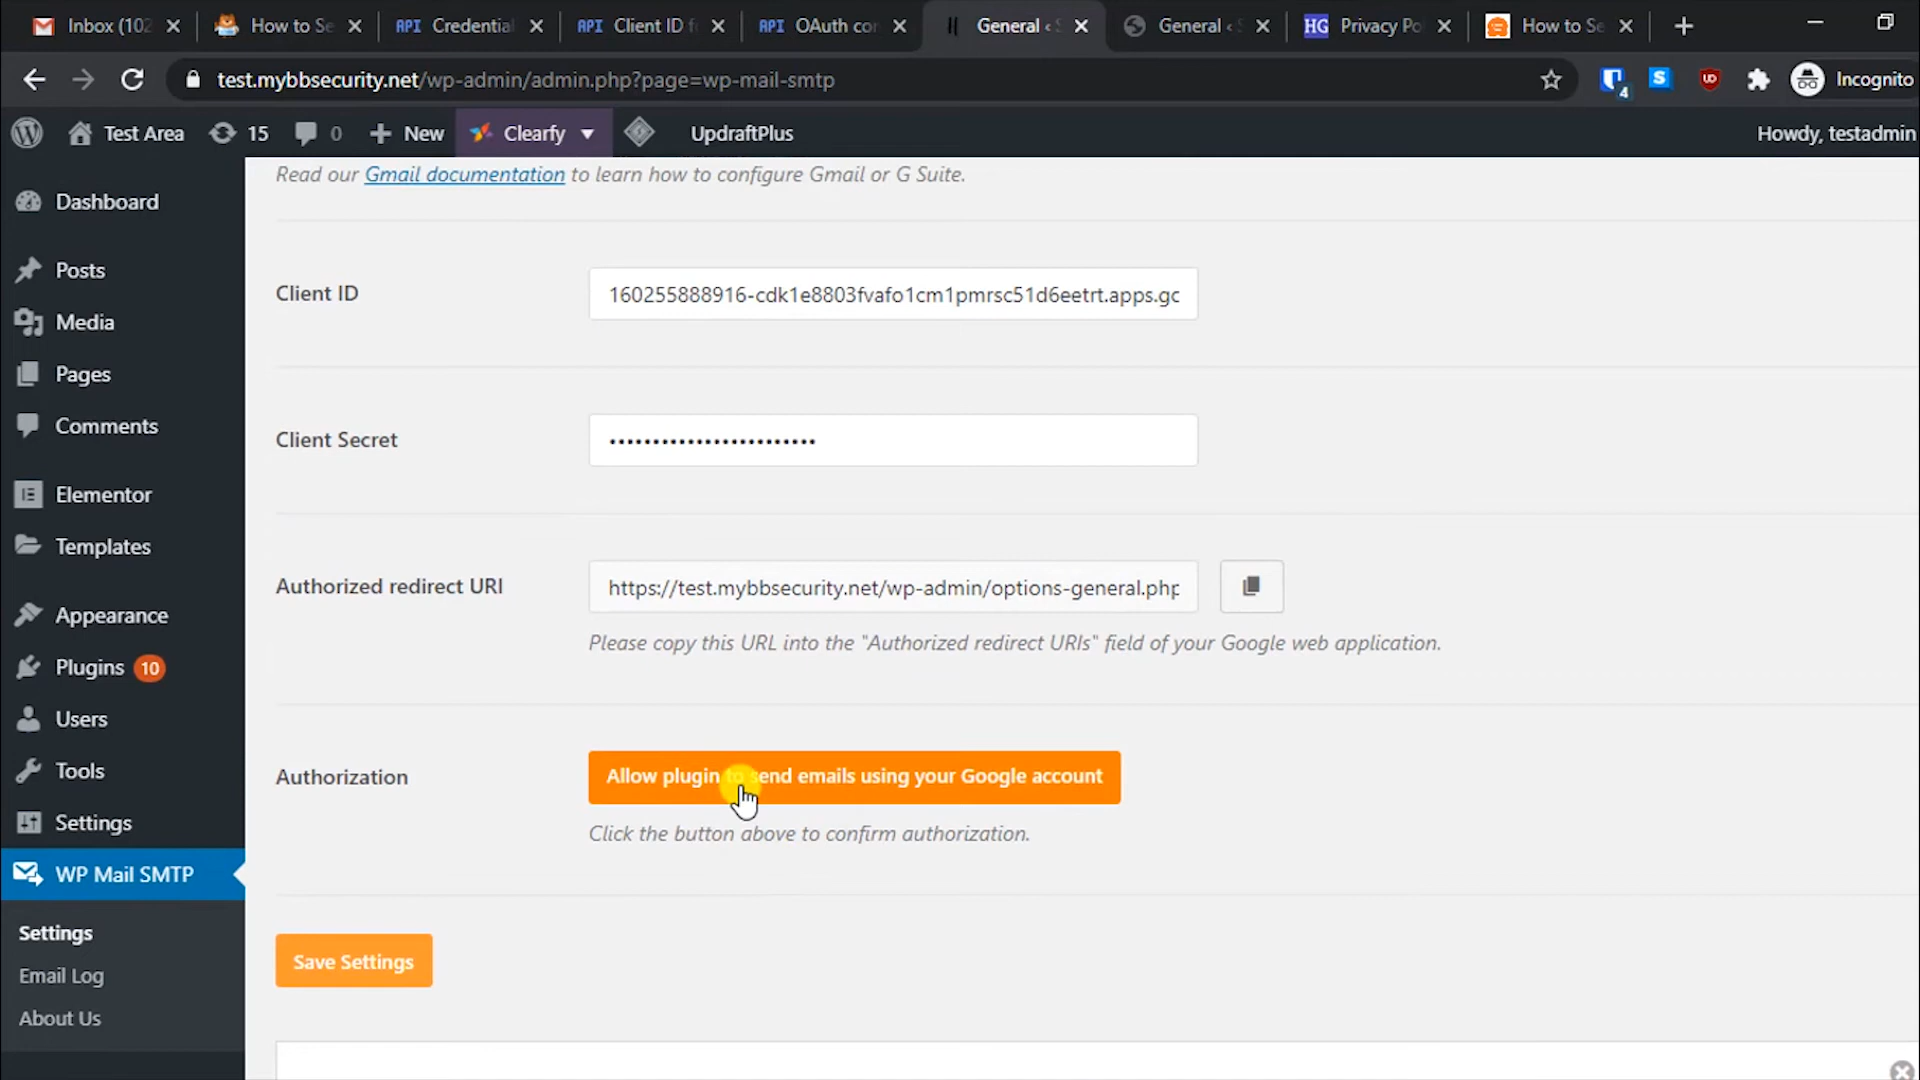 Inbox (102
How to Se
API Credential
API Client ID f
API OAuth cor
General ‹ S
General ‹ S
HG Privacy Po
How to Se
test.mybbsecurity.net/wp-admin/admin.php?page=wp-mail-smtp
4
S
UD
Incognito
Test Area
15
0
New
Clearfy
UpdraftPlus
Howdy, testadmin
Dashboard
Posts
Media
Pages
Comments
Elementor
Templates
Appearance
Plugins 10
Users
Tools
Settings
WP Mail SMTP
Settings
Email Log
About Us
Read our Gmail documentation to learn how to configure Gmail or G Suite.
Client ID
160255888916-cdk1e8803fvafo1cm1pmrsc51d6eetrt.apps.gc
Client Secret
••••••••••••••••••••••••
Authorized redirect URI
https://test.mybbsecurity.net/wp-admin/options-general.php
Please copy this URL into the "Authorized redirect URIs" field of your Google web application.
Authorization
Allow plugin to send emails using your Google account
Click the button above to confirm authorization.
Save Settings